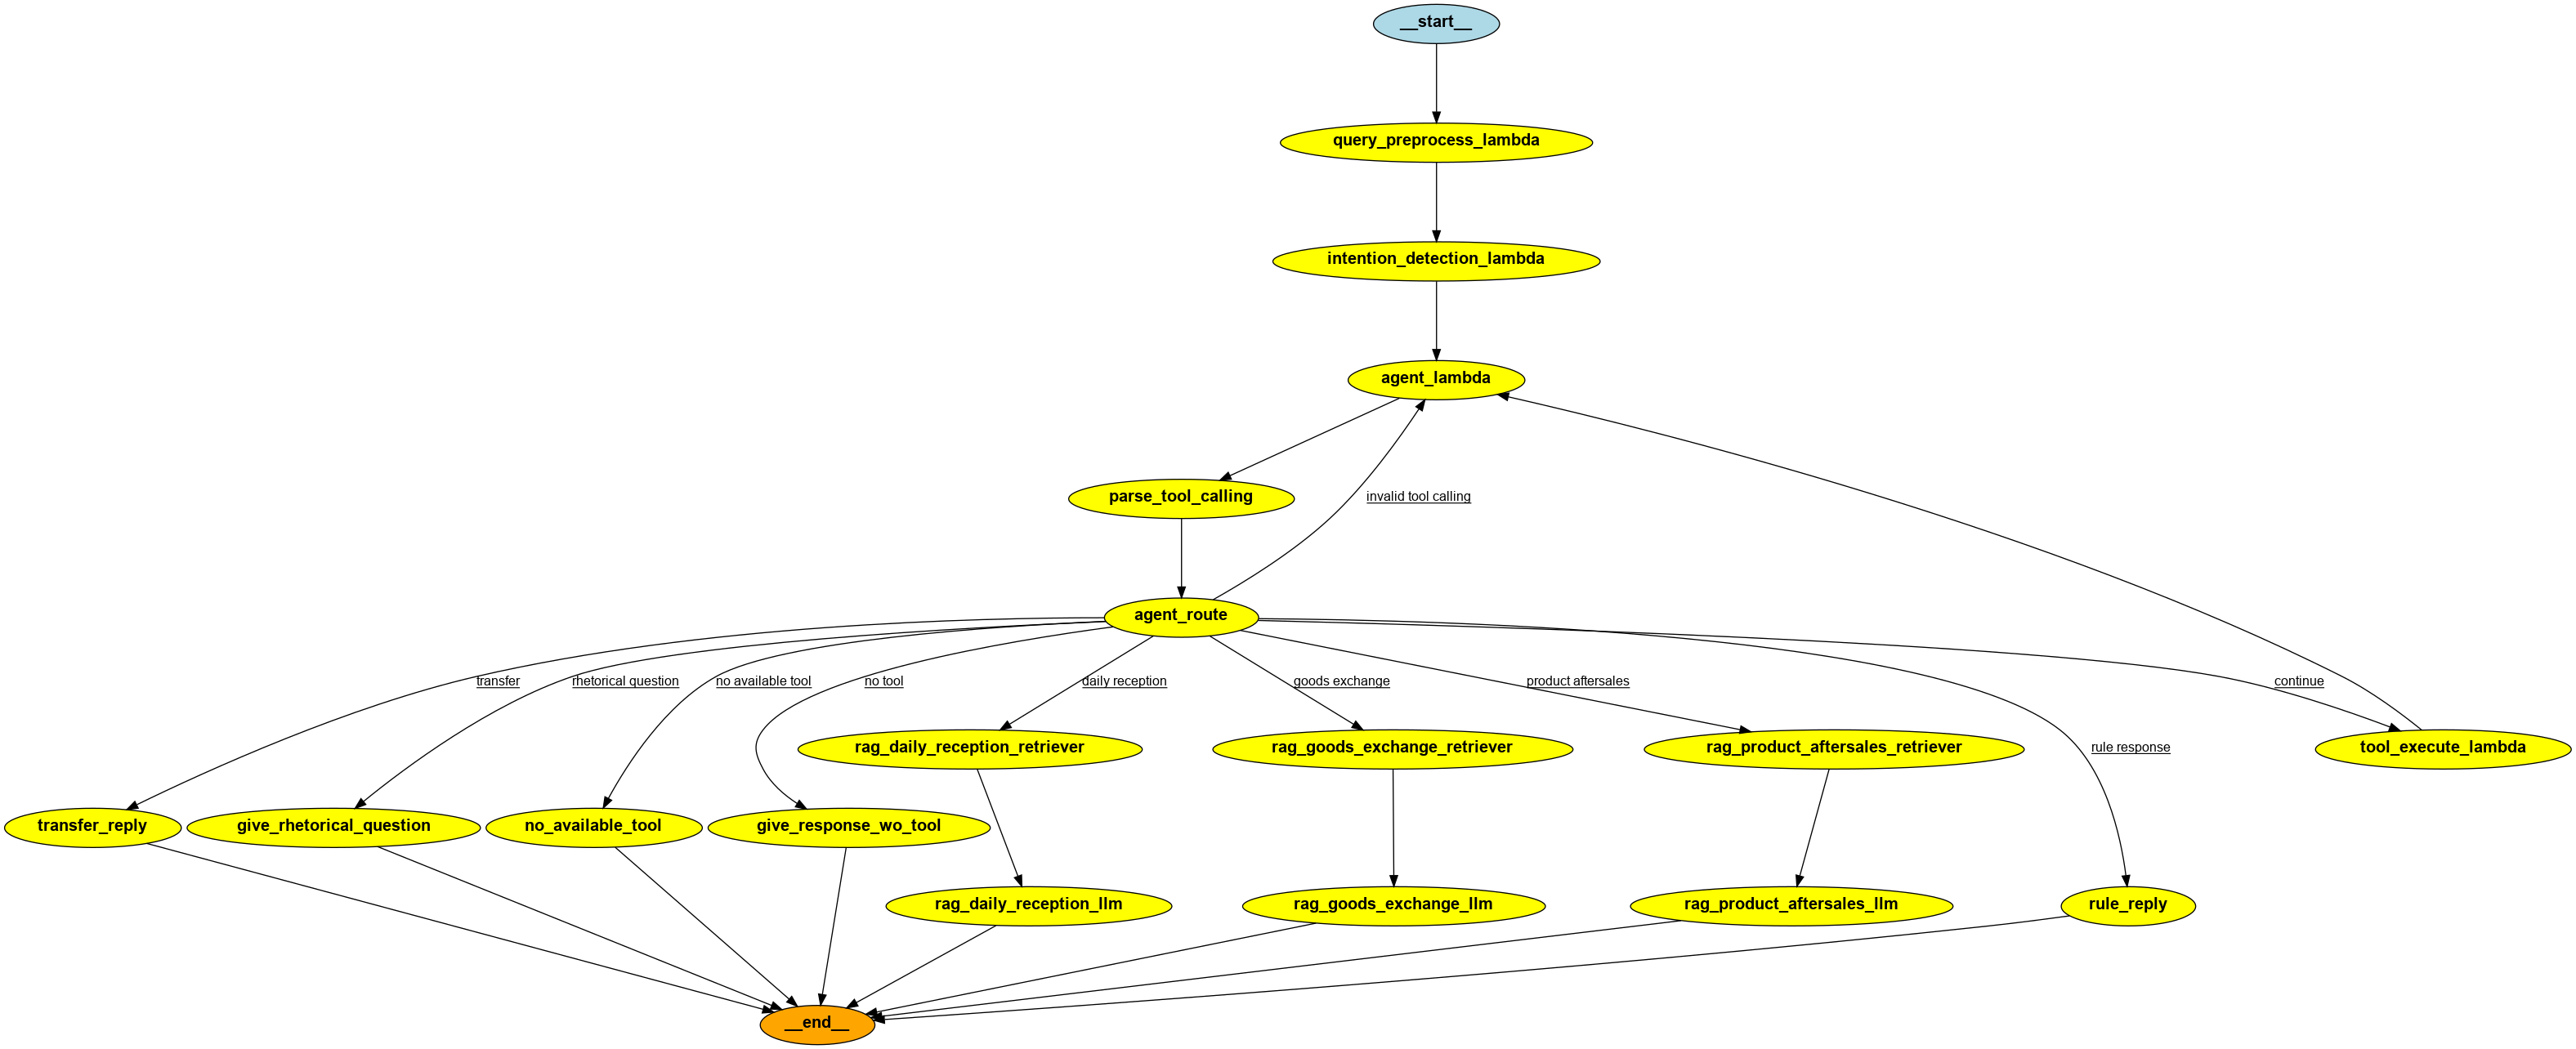 __start__
query_preprocess_lambda
intention_detection_lambda
agent_lambda
parse_tool_calling
invalid tool calling
agent_route
transfer
rhetorical question
no available tool
no tool
daily reception
goods exchange
product aftersales
continue
rag_daily_reception_retriever
rag_goods_exchange_retriever
rag_product_aftersales_retriever
rule response
tool_execute_lambda
transfer_reply
give_rhetorical_question
no_available_tool
give_response_wo_tool
rag_daily_reception_llm
rag_goods_exchange_llm
rag_product_aftersales_llm
rule_reply
__end__